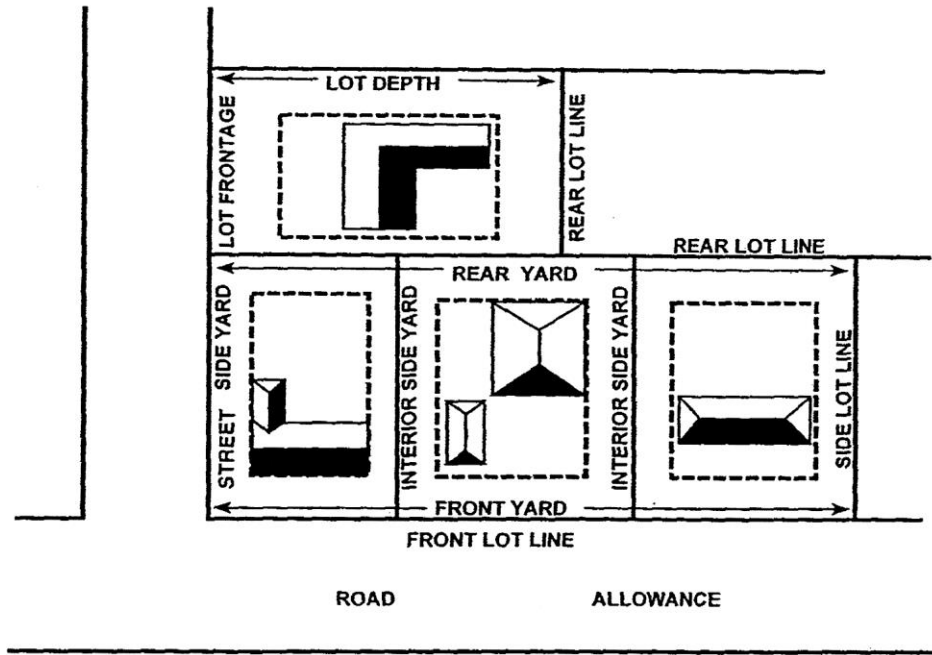 LOT DEPTH
LOT FRONTAGE
REAR LOT LINE
REAR LOT LINE
REAR YARD
STREET SIDE YARD
INTERIOR SIDE YARD
INTERIOR SIDE YARD
SIDE LOT LINE
FRONT YARD
FRONT LOT LINE
ROAD ALLOWANCE